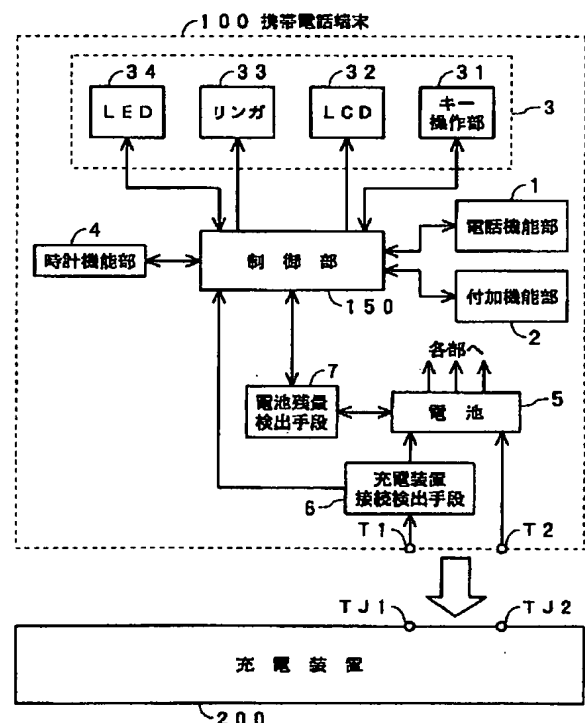 100 携帯電話端末
34 33 32 31
LED リンガ LCD キー
操作部
3
1
電話機能部
4
時計機能部
制御部
150
付加機能部
2
各部へ
7
電池残量
検出手段
電池
5
充電装置
接続検出手段
6
T1 T2
TJ1 TJ2
充電装置
200